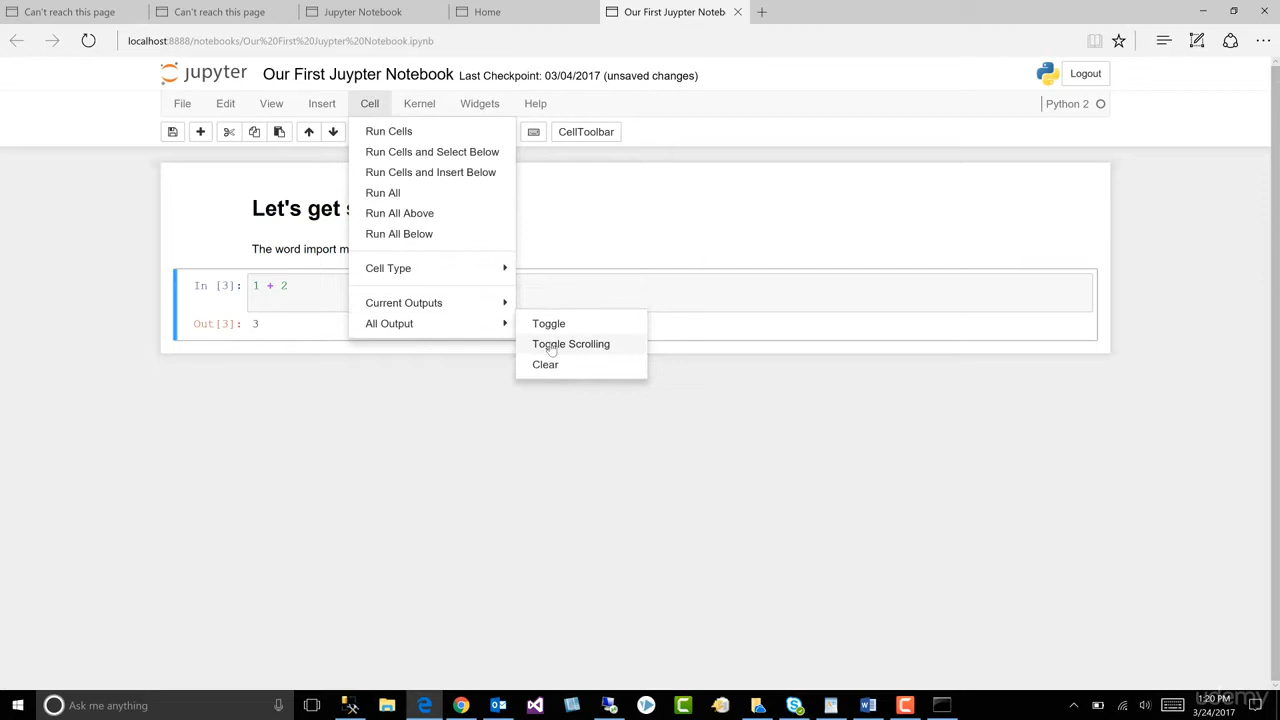 Can't reach this page
Can't reach this page
Jupyter Notebook
Home
Our First Juypter Noteb
localhost:8888/notebooks/Our%20First%20Juypter%20Notebook.ipynb
jupyter
Our First Juypter Notebook Last Checkpoint: 03/04/2017 (unsaved changes)
Logout
File
Edit
View
Insert
Cell
Kernel
Widgets
Help
Python 2
CellToolbar
Run Cells
Run Cells and Select Below
Run Cells and Insert Below
Run All
Run All Above
Run All Below
Cell Type
Current Outputs
All Output
Toggle
Toggle Scrolling
Clear
Let's get s
The word import m
In [3]: 1 + 2
Out[3]: 3
Ask me anything
1:20 PM
3/24/2017
udemy